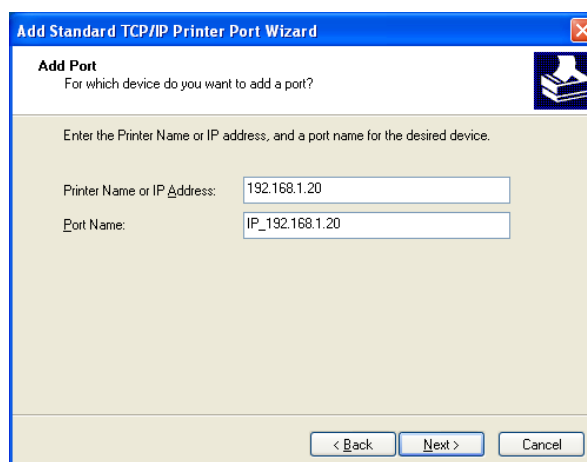 Add Standard TCP/IP Printer Port Wizard
Add Port
For which device do you want to add a port?
Enter the Printer Name or IP address, and a port name for the desired device.
Printer Name or IP Address: 192.168.1.20
Port Name: IP_192.168.1.20
< Back Next > Cancel